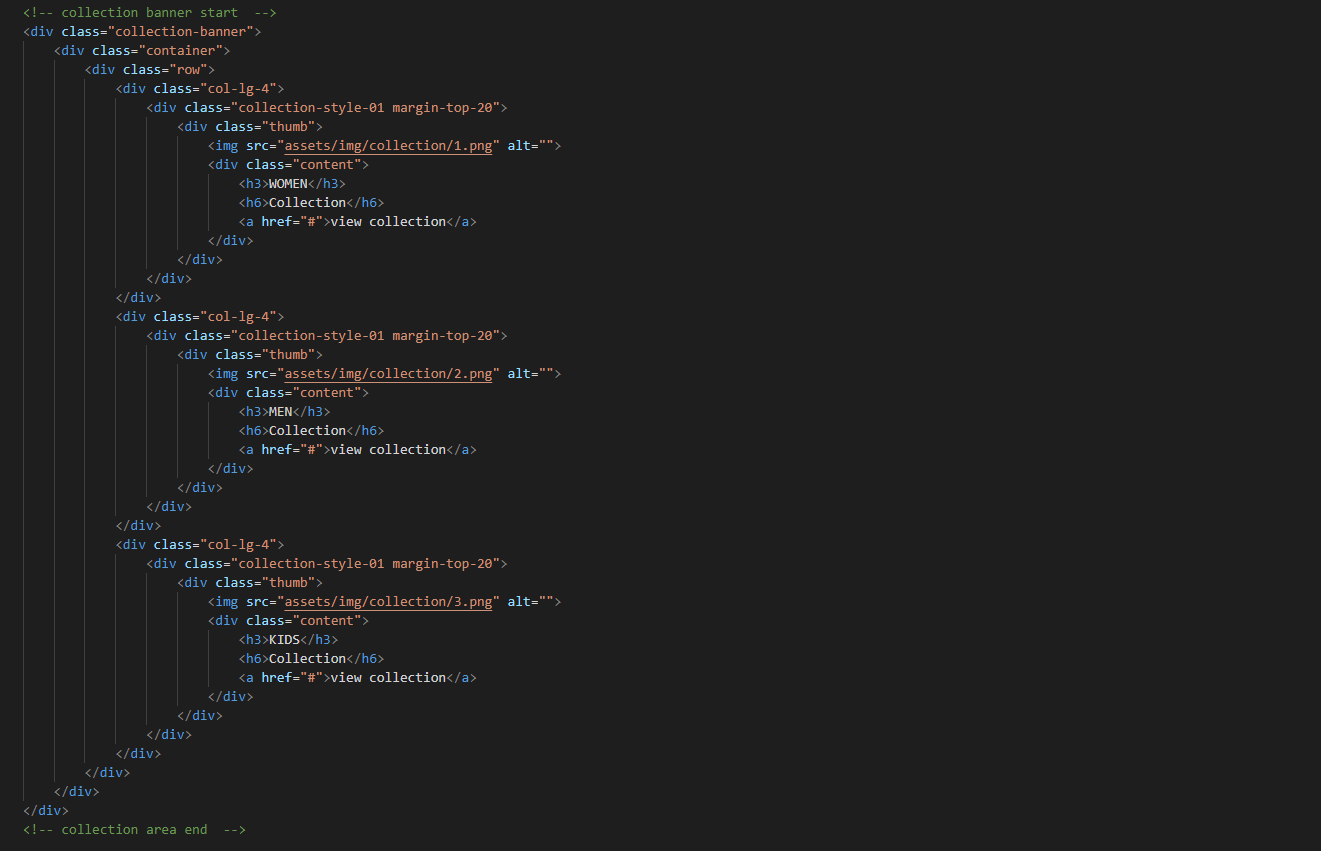 <!-- collection banner start  -->
<div class="collection-banner">
    <div class="container">
        <div class="row">
            <div class="col-lg-4">
                <div class="collection-style-01 margin-top-20">
                    <div class="thumb">
                        <img src="assets/img/collection/1.png" alt="">
                        <div class="content">
                            <h3>WOMEN</h3>
                            <h6>Collection</h6>
                            <a href="#">view collection</a>
                        </div>
                    </div>
                </div>
            </div>
            <div class="col-lg-4">
                <div class="collection-style-01 margin-top-20">
                    <div class="thumb">
                        <img src="assets/img/collection/2.png" alt="">
                        <div class="content">
                            <h3>MEN</h3>
                            <h6>Collection</h6>
                            <a href="#">view collection</a>
                        </div>
                    </div>
                </div>
            </div>
            <div class="col-lg-4">
                <div class="collection-style-01 margin-top-20">
                    <div class="thumb">
                        <img src="assets/img/collection/3.png" alt="">
                        <div class="content">
                            <h3>KIDS</h3>
                            <h6>Collection</h6>
                            <a href="#">view collection</a>
                        </div>
                    </div>
                </div>
            </div>
        </div>
    </div>
</div>
<!-- collection area end  -->